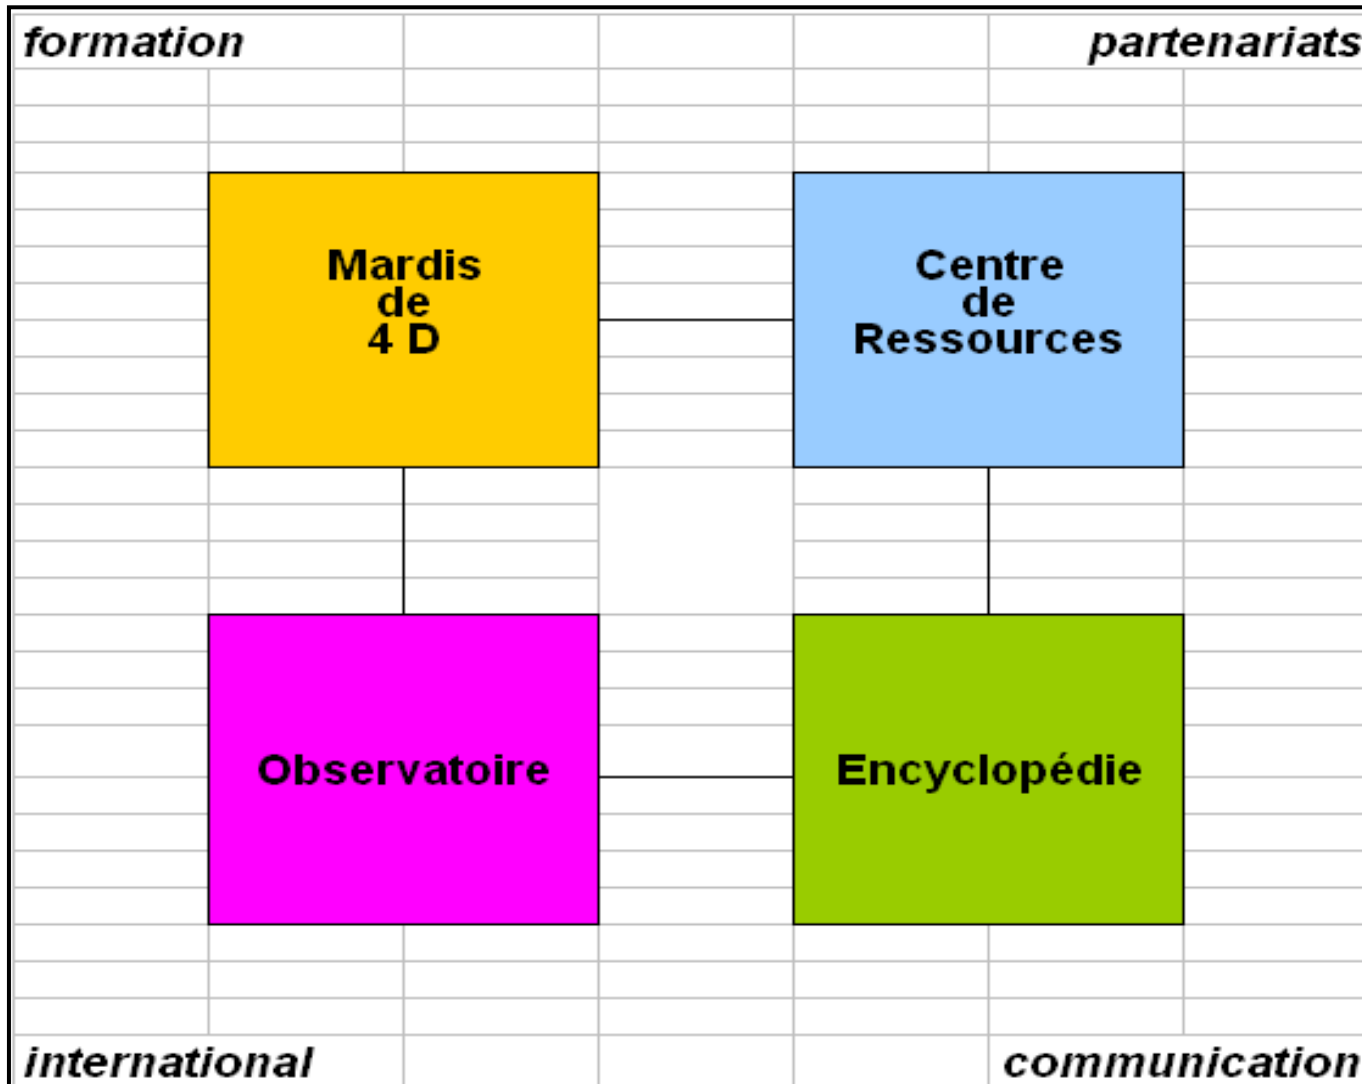 formation
partenariats
Mardis
de
4 D
Centre
de
Ressources
Observatoire
Encyclopédie
international
communication